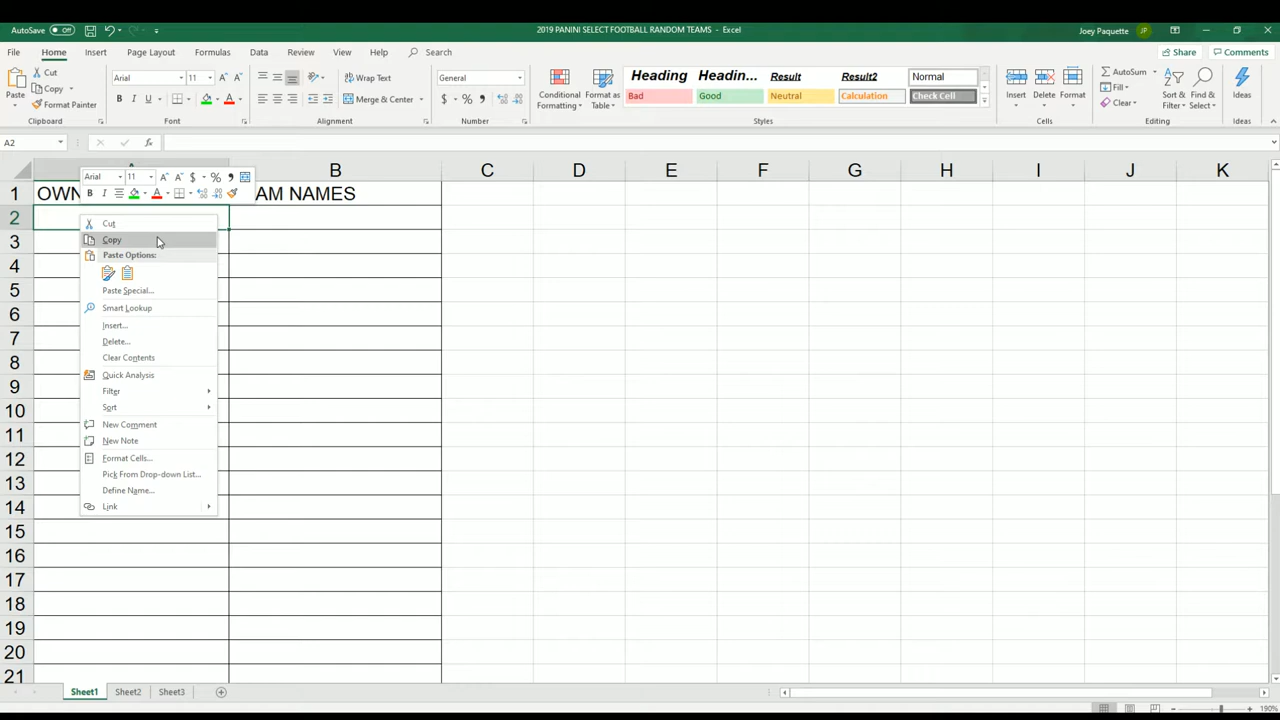 AutoSave Off
2019 PANINI SELECT FOOTBALL RANDOM TEAMS - Excel
Joey Paquette JP
File Home Insert Page Layout Formulas Data Review View Help Search
Share Comments
Paste Cut Copy Format Painter
Clipboard
Arial 11
B I U
Font
Wrap Text
Merge & Center
Alignment
General
$ % ,
Number
Conditional Formatting
Format as Table
Heading Headin... Result Result2 Normal
Bad Good Neutral Calculation Check Cell
Styles
Insert Delete Format
Cells
AutoSum
Fill
Clear
Sort & Filter
Find & Select
Editing
Ideas
Ideas
A2
fx
A B C D E F G H I J K
Arial 11
$ % ,
B I
1 OWN AM NAMES
2
3
4
5
6
7
8
9
10
11
12
13
14
15
16
17
18
19
20
21
Cut
Copy
Paste Options:
Paste Special...
Smart Lookup
Insert...
Delete...
Clear Contents
Quick Analysis
Filter
Sort
New Comment
New Note
Format Cells...
Pick From Drop-down List...
Define Name...
Link
Sheet1 Sheet2 Sheet3
190%